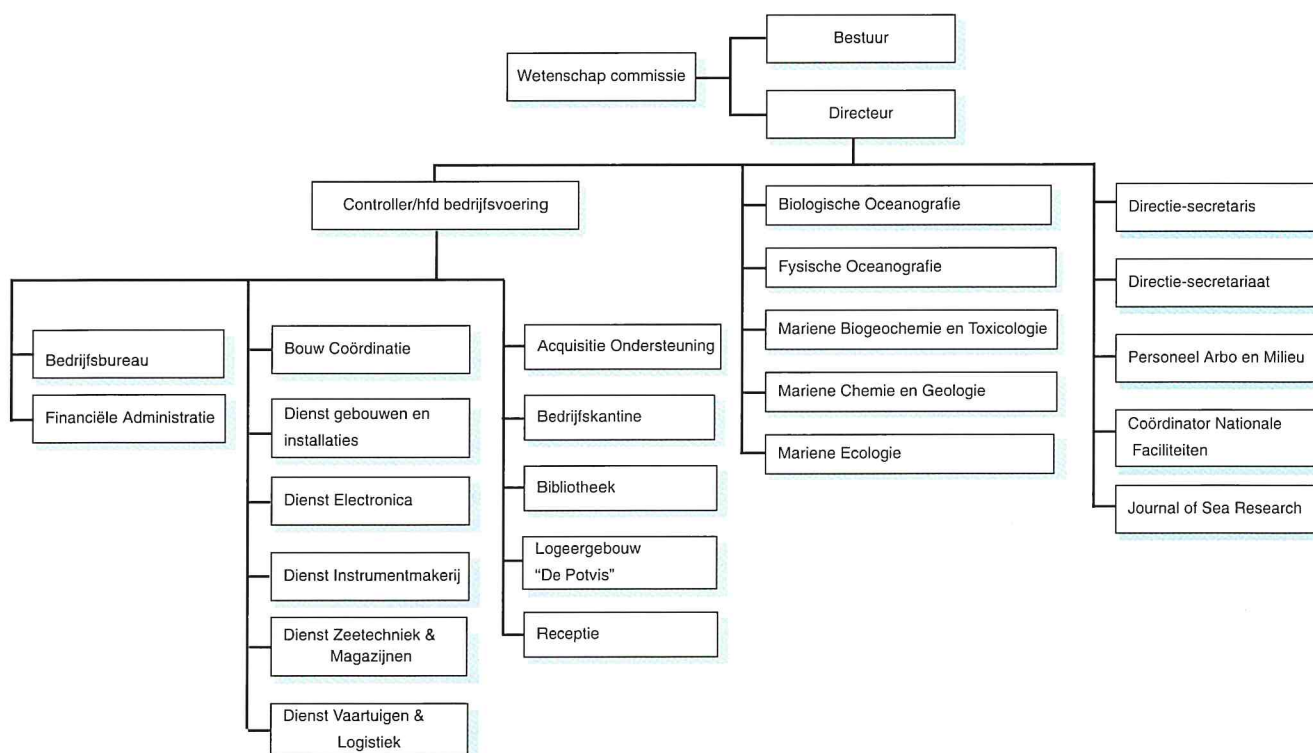 Bestuur
Wetenschap commissie
Directeur
Controller/hfd bedrijfsvoering
Bedrijfsbureau
Financiële Administratie
Bouw Coördinatie
Dienst gebouwen en
installaties
Dienst Electronica
Dienst Instrumentmakerij
Dienst Zeetechniek &
Magazijnen
Dienst Vaartuigen &
Logistiek
Acquisitie Ondersteuning
Bedrijfskantine
Bibliotheek
Logeergebouw
“De Potvis”
Receptie
Biologische Oceanografie
Fysische Oceanografie
Mariene Biogeochemie en Toxicologie
Mariene Chemie en Geologie
Mariene Ecologie
Directie-secretaris
Directie-secretariaat
Personeel Arbo en Milieu
Coördinator Nationale
Faciliteiten
Journal of Sea Research